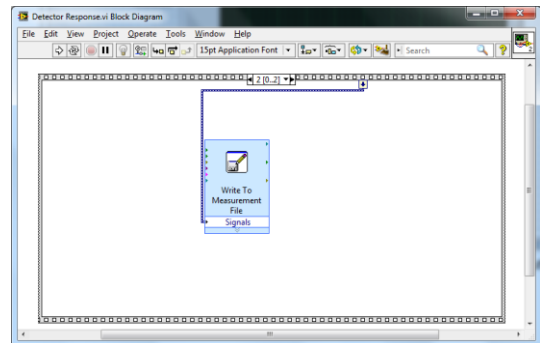 Detector Response.vi Block Diagram
File Edit View Project Operate Tools Window Help
15pt Application Font Search
2 [0..2]
Write To
Measurement
File
Signals